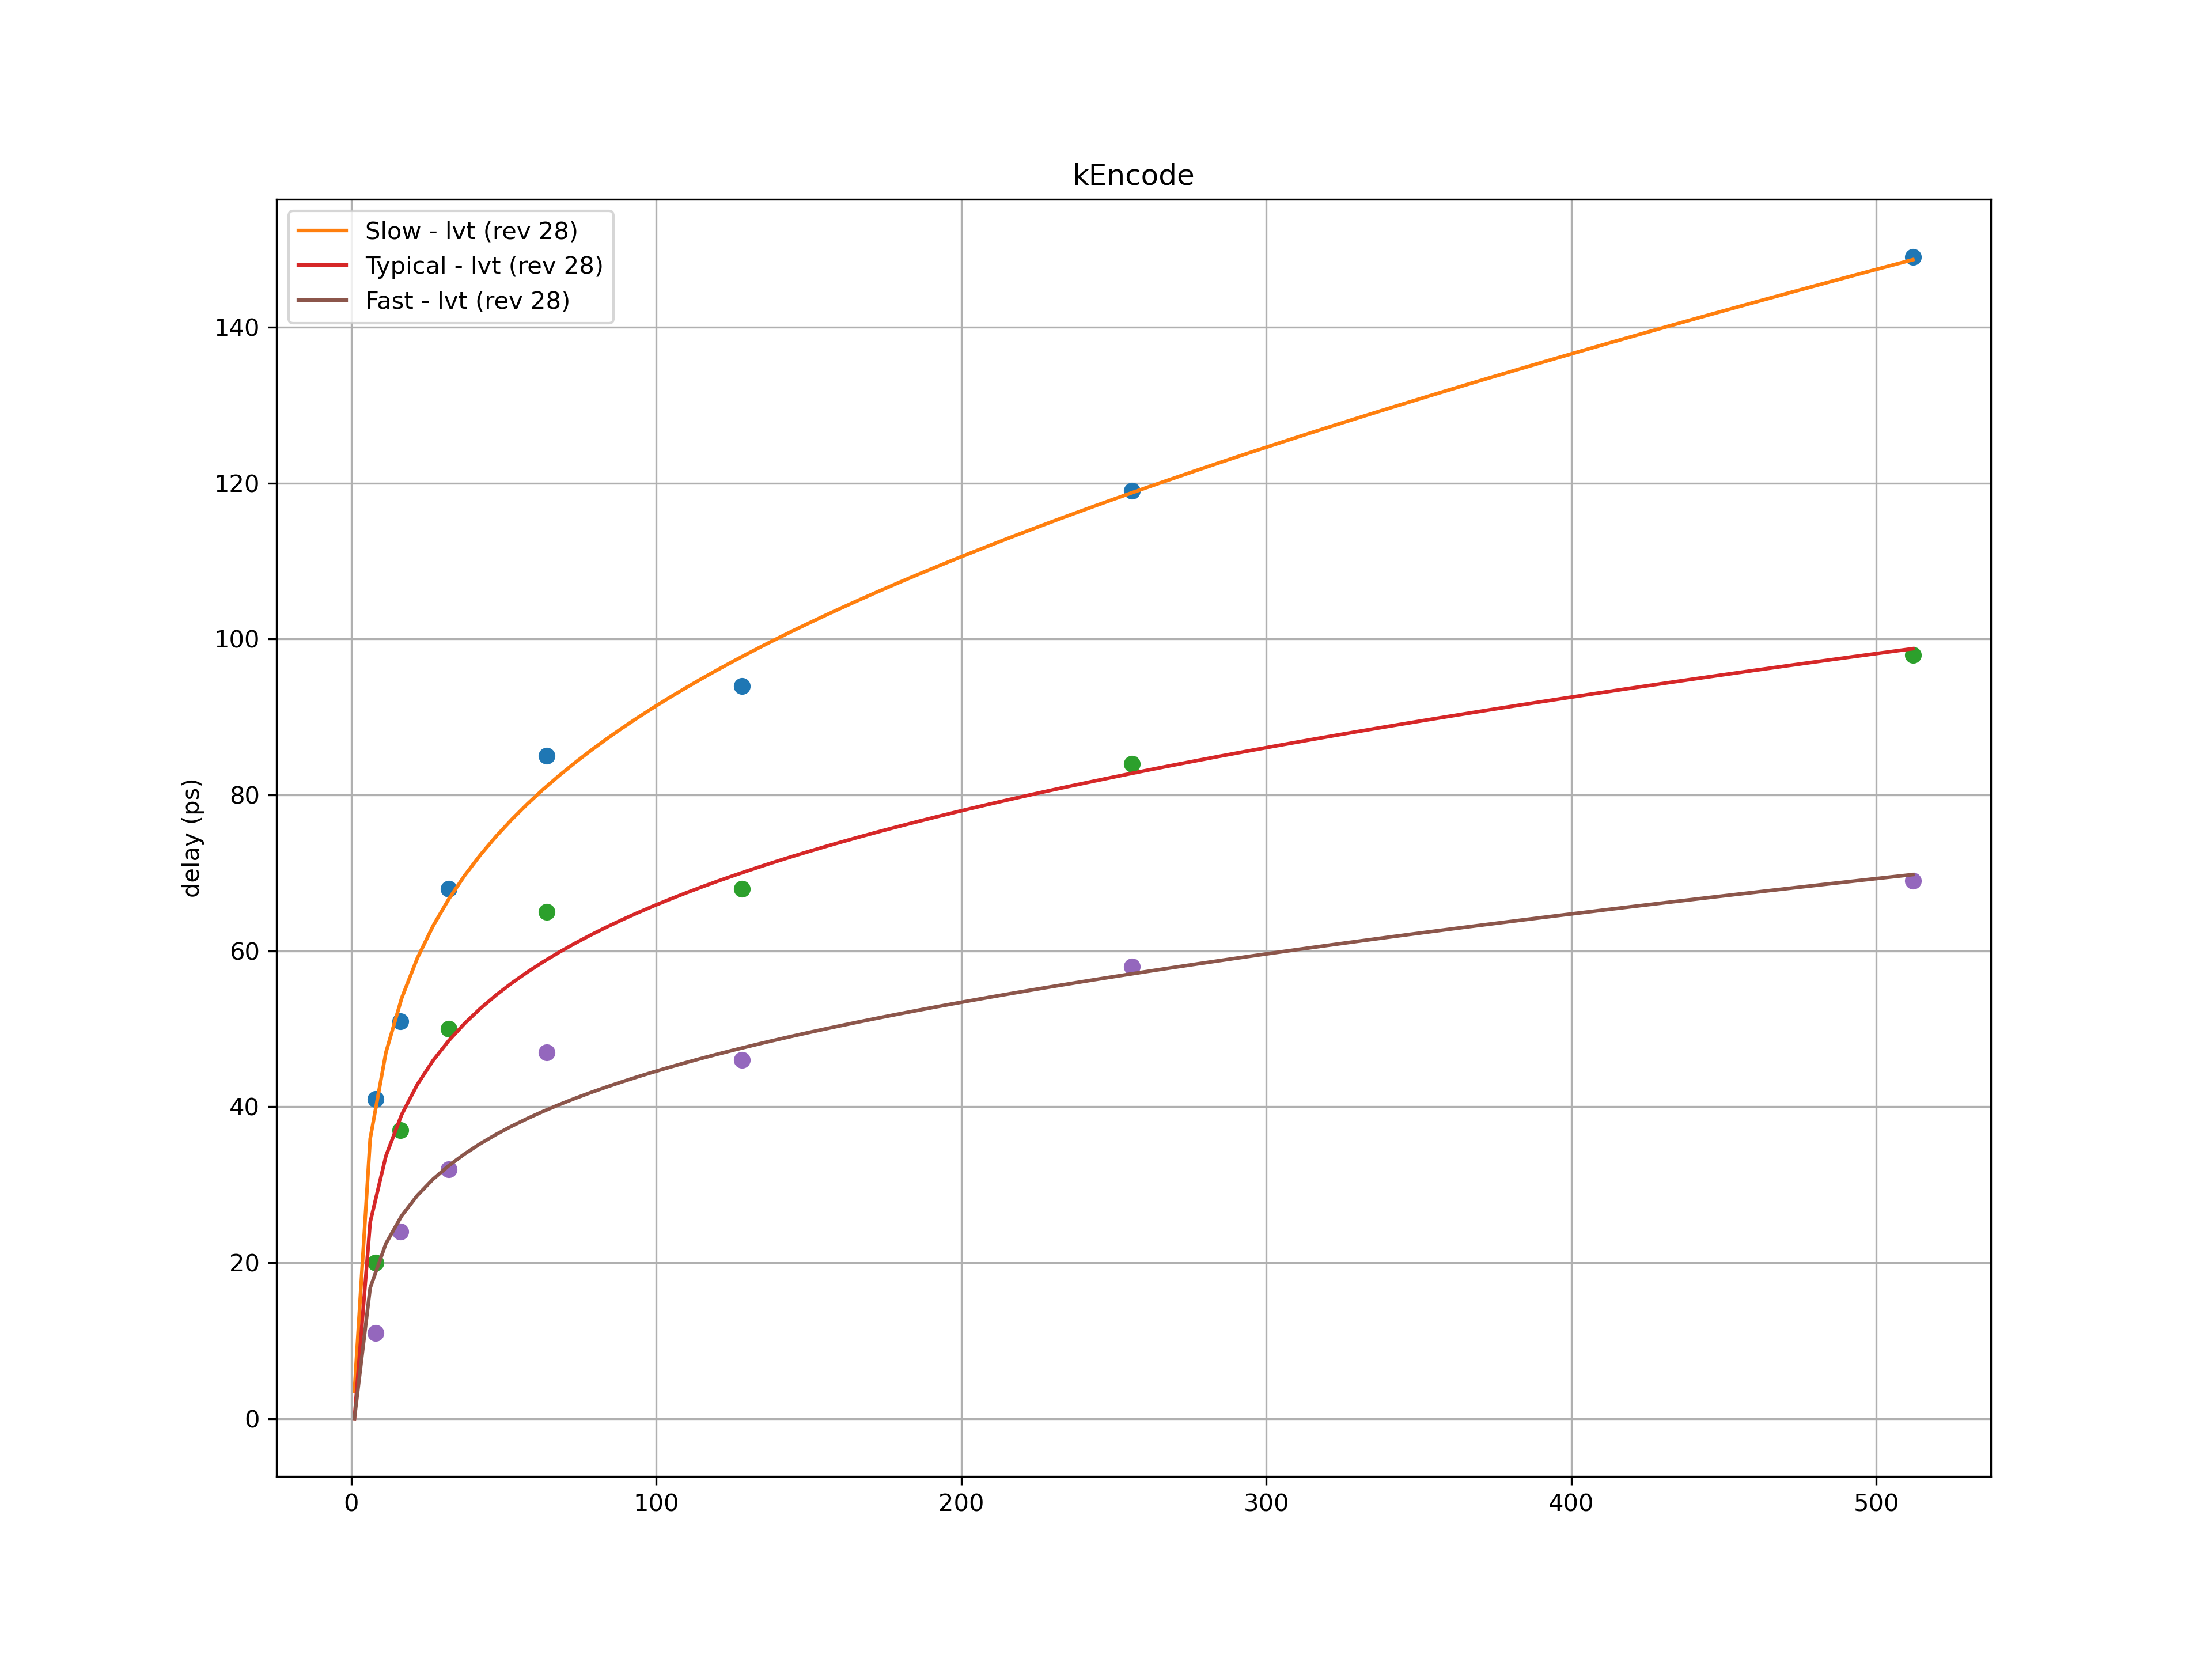 kEncode
Slow - lvt (rev 28)
Typical - lvt (rev 28)
Fast - lvt (rev 28)
delay (ps)
140
120
100
80
60
40
20
0
0 100 200 300 400 500